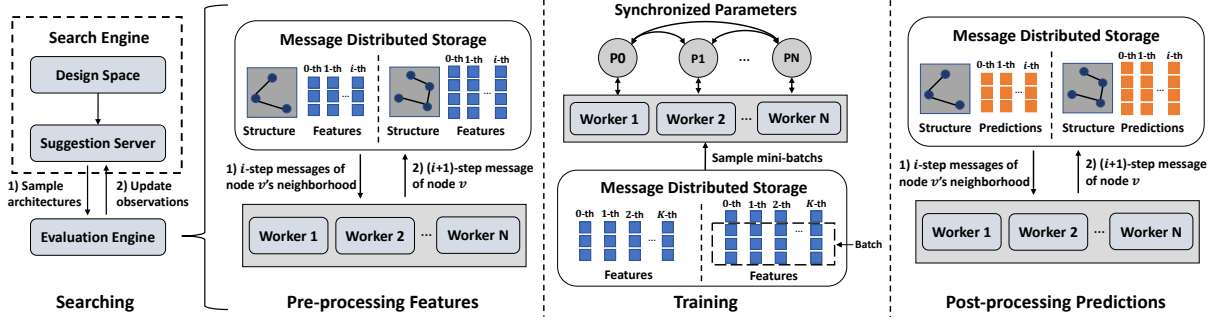 Search Engine
Design Space
Suggestion Server
1) Sample
architectures
2) Update
observations
Evaluation Engine
Searching
Message Distributed Storage
0-th 1-th i-th
...
Structure
Features
0-th 1-th i-th
...
Structure
Features
1) i-step messages of
node v's neighborhood
2) (i+1)-step message
of node v
Worker 1
Worker 2
...
Worker N
Pre-processing Features
Synchronized Parameters
P0
P1
...
PN
Worker 1
Worker 2
...
Worker N
Sample mini-batchs
Message Distributed Storage
0-th 1-th 2-th K-th
...
Features
0-th 1-th 2-th K-th
...
Features
Batch
Training
Message Distributed Storage
0-th 1-th i-th
...
Structure
Predictions
0-th 1-th i-th
...
Structure
Predictions
1) i-step messages of
node v's neighborhood
2) (i+1)-step message
of node v
Worker 1
Worker 2
...
Worker N
Post-processing Predictions